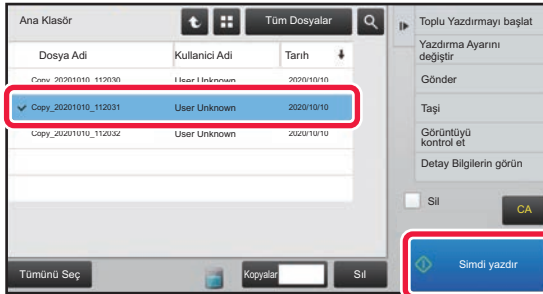 Ana Klasör
Tüm Dosyalar
Dosya Adi
Kullanici Adi
Tarıh
Copy_20201010_112030
User Unknown
2020/10/10
Copy_20201010_112031
User Unknown
2020/10/10
Copy_20201010_112032
User Unknown
2020/10/10
Tümünü Seç
Kopyalar
Sıl
Toplu Yazdırmayı başlat
Yazdırma Ayarını
değiştir
Gönder
Taşi
Görüntüyü
kontrol et
Detay Bilgilerin görün
Sil
CA
Simdi yazdır